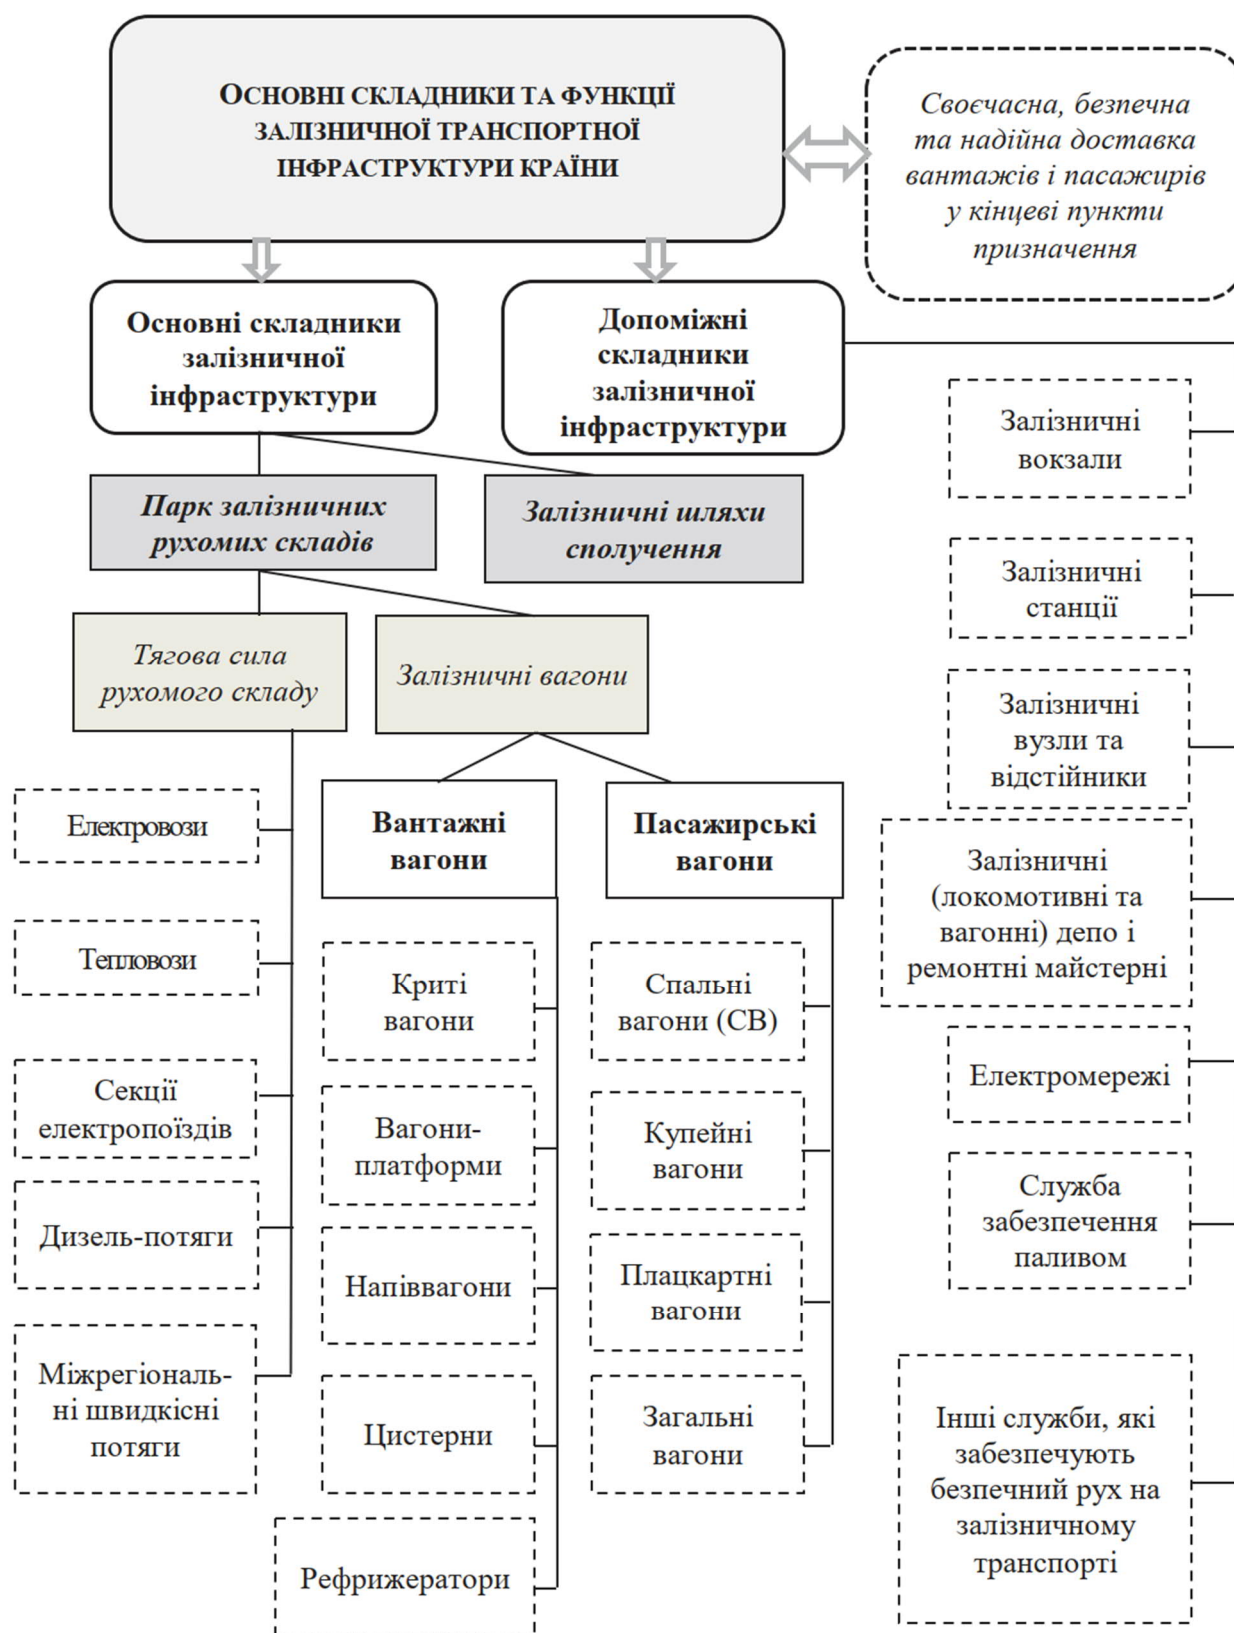 ОСНОВНІ СКЛАДНИКИ ТА ФУНКЦІЇ
ЗАЛІЗНИЧНОЇ ТРАНСПОРТНОЇ
ІНФРАСТРУКТУРИ КРАЇНИ
Своєчасна, безпечна
та надійна доставка
вантажів і пасажирів
у кінцеві пункти
призначення
Основні складники
залізничної
інфраструктури
Допоміжні
складники
залізничної
інфраструктури
Парк залізничних
рухомих складів
Залізничні шляхи
сполучення
Тягова сила
рухомого складу
Залізничні вагони
Електровози
Тепловози
Секції
електропоїздів
Дизель-потяги
Міжрегіональ-
ні швидкісні
потяги
Вантажні
вагони
Криті
вагони
Вагони-
платформи
Напіввагони
Цистерни
Рефрижератори
Пасажирські
вагони
Спальні
вагони (СВ)
Купейні
вагони
Плацкартні
вагони
Загальні
вагони
Залізничні
вокзали
Залізничні
станції
Залізничні
вузли та
відстійники
Залізничні
(локомотивні та
вагонні) депо і
ремонтні майстерні
Електромережі
Служба
забезпечення
паливом
Інші служби, які
забезпечують
безпечний рух на
залізничному
транспорті